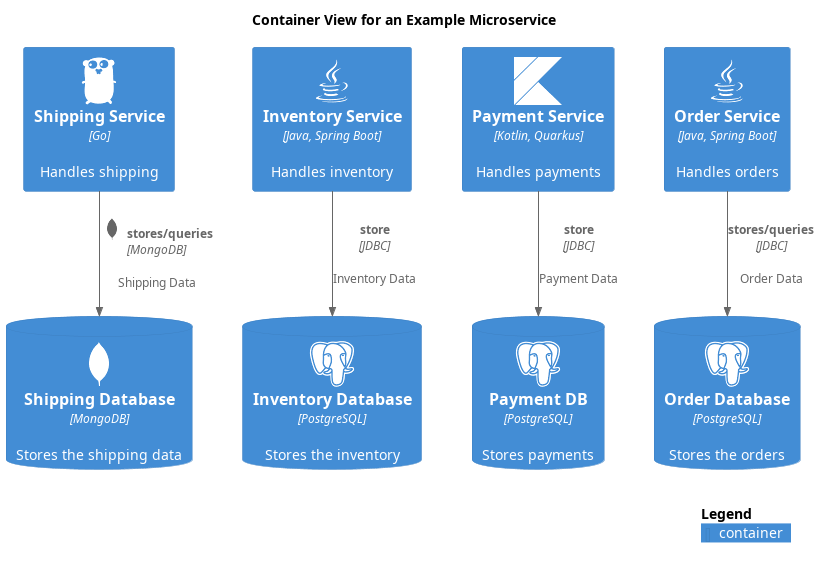 Container View for an Example Microservice
Shipping Service
[Go]
Handles shipping
Inventory Service
[Java, Spring Boot]
Handles inventory
Payment Service
[Kotlin, Quarkus]
Handles payments
Order Service
[Java, Spring Boot]
Handles orders
stores/queries
[MongoDB]
Shipping Data
store
[JDBC]
Inventory Data
store
[JDBC]
Payment Data
stores/queries
[JDBC]
Order Data
Shipping Database
[MongoDB]
Stores the shipping data
Inventory Database
[PostgreSQL]
Stores the inventory
Payment DB
[PostgreSQL]
Stores payments
Order Database
[PostgreSQL]
Stores the orders
Legend
container